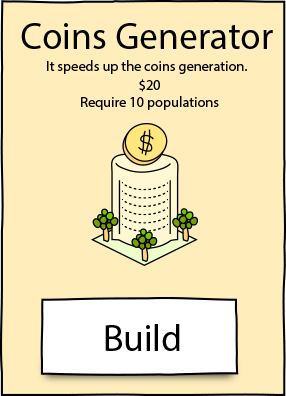 Coins Generator
It speeds up the coins generation.
$20
Require 10 populations
$
Build